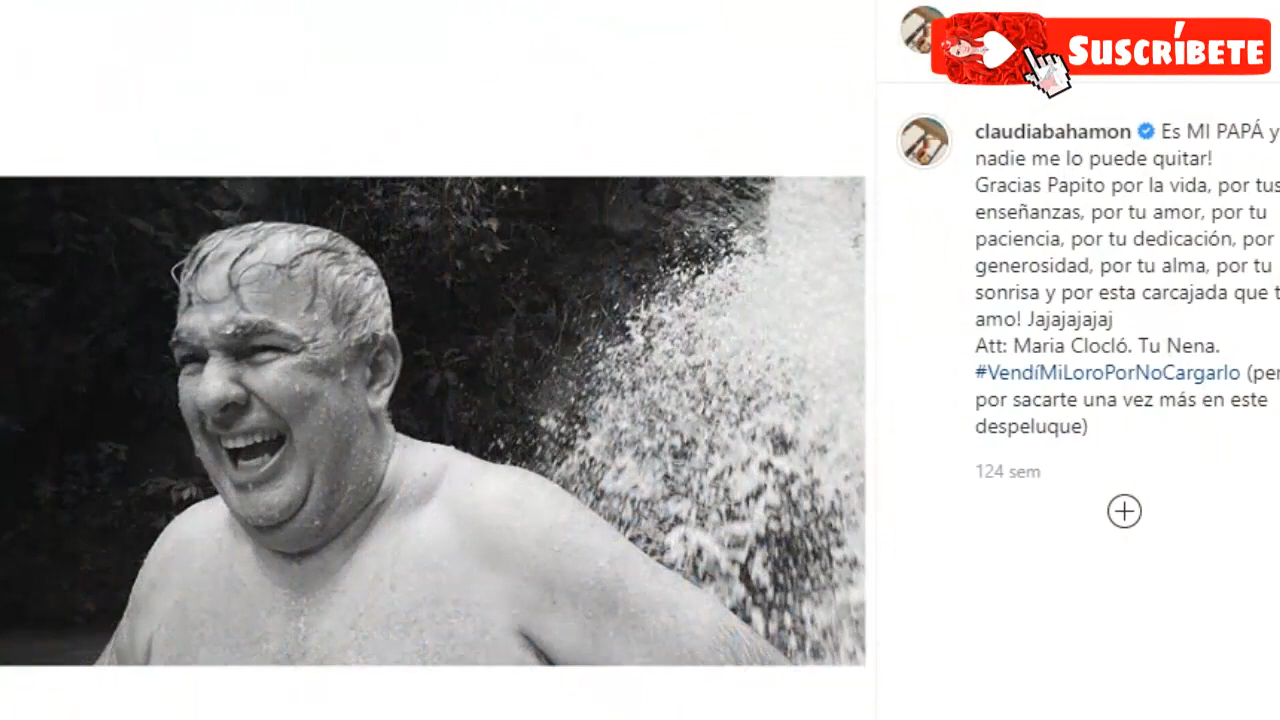 SUSCRÍBETE
claudiabahamon Es MI PAPÁ y
nadie me lo puede quitar!
Gracias Papito por la vida, por tus
enseñanzas, por tu amor, por tu
paciencia, por tu dedicación, por
generosidad, por tu alma, por tu
sonrisa y por esta carcajada que t
amo! Jajajajajaj
Att: Maria Clocló. Tu Nena.
#VendíMiLoroPorNoCargarlo (per
por sacarte una vez más en este
despeluque)
124 sem